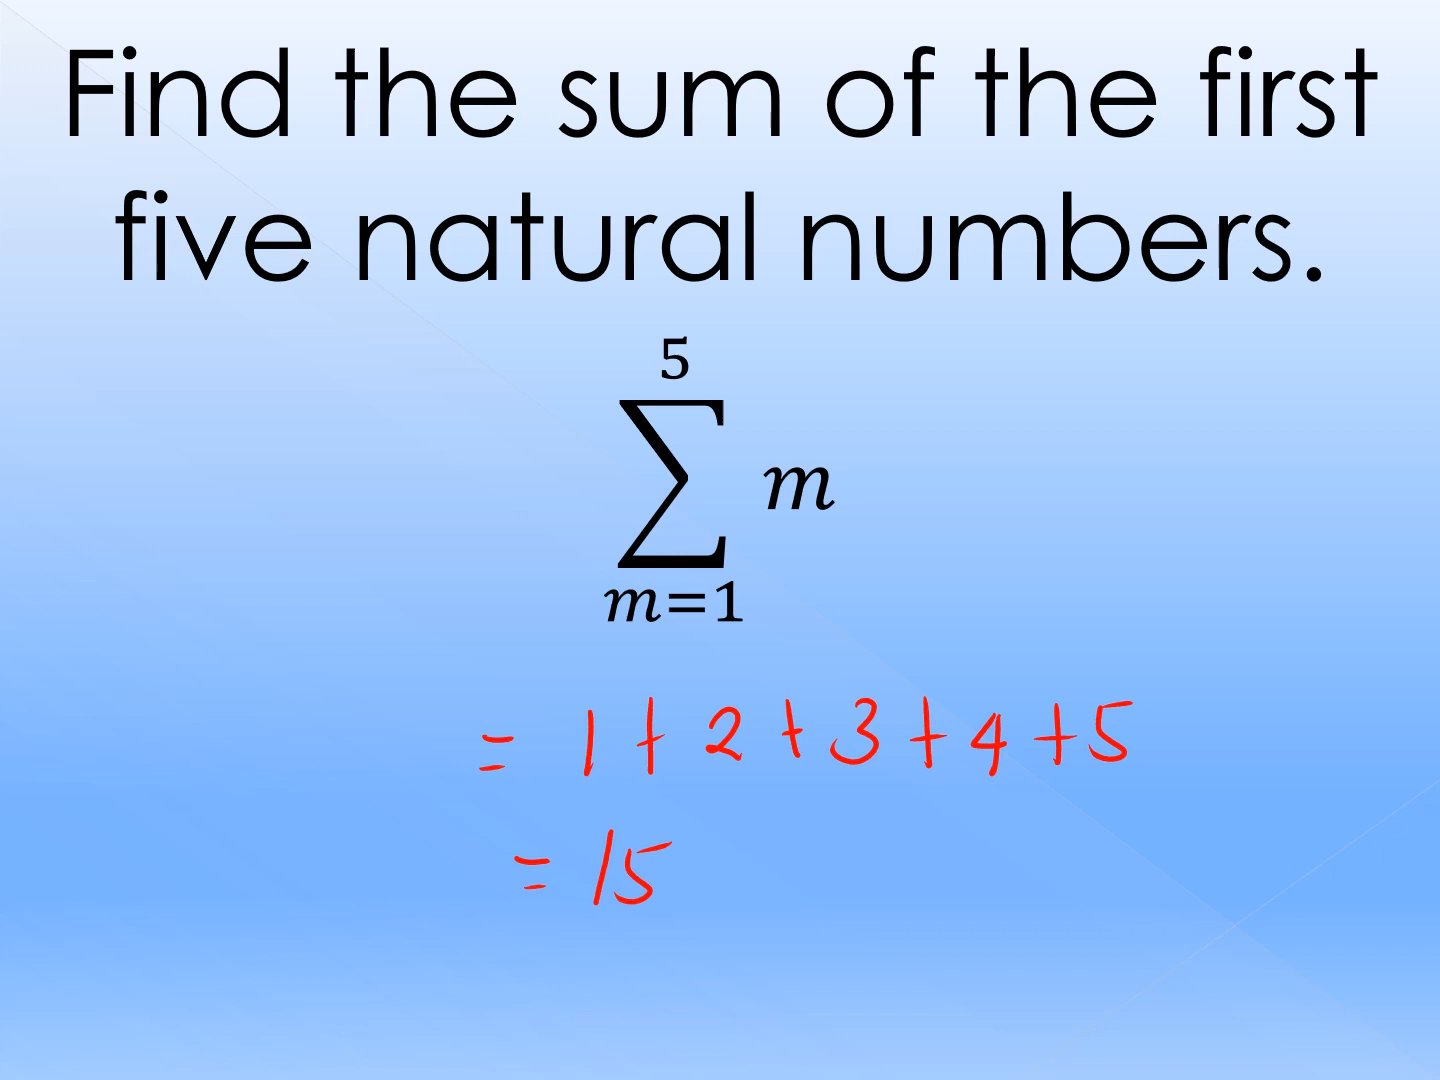 Find the sum of the first
five natural numbers.
5
∑ m
m=1
= 1 + 2 + 3 + 4 + 5
= 15